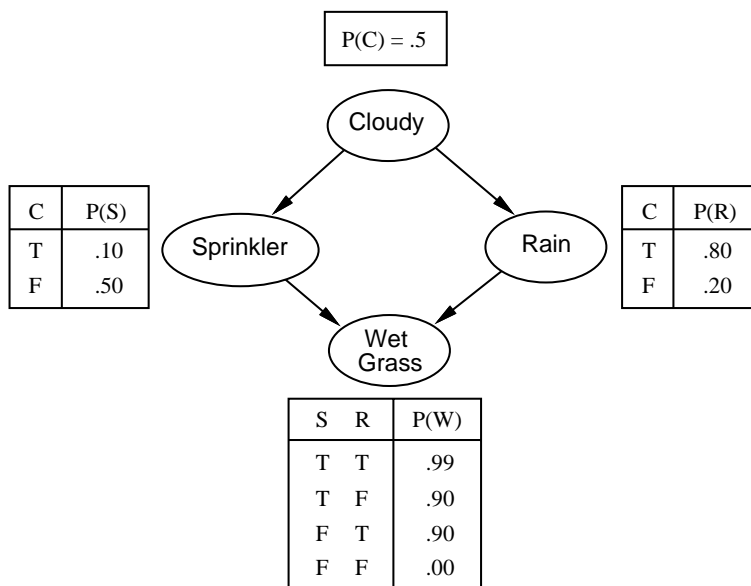 P(C) = .5
Cloudy
C P(S)
T .10
F .50
Sprinkler
Rain
C P(R)
T .80
F .20
Wet
Grass
S R P(W)
T T .99
T F .90
F T .90
F F .00